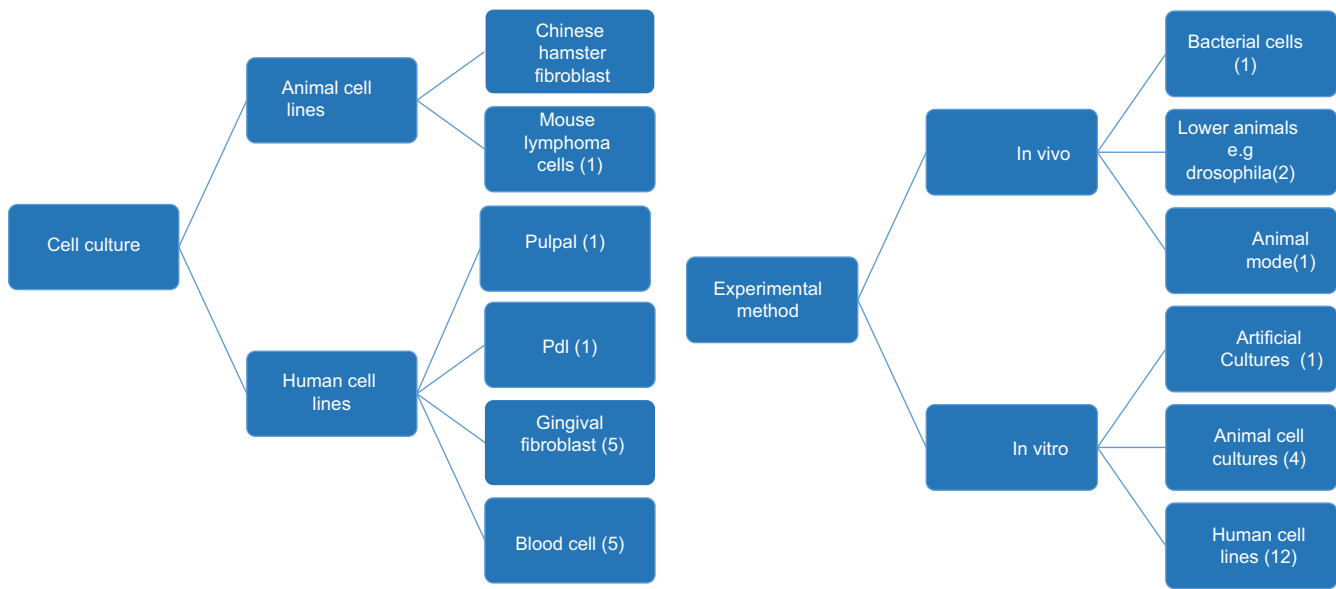 Cell culture
Animal cell
lines
Chinese
hamster
fibroblast
Mouse
lymphoma
cells (1)
Human cell
lines
Pulpal (1)
Pdl (1)
Gingival
fibroblast (5)
Blood cell (5)
Experimental
method
In vivo
Bacterial cells
(1)
Lower animals
e.g
drosophila(2)
Animal
mode(1)
In vitro
Artificial
Cultures (1)
Animal cell
cultures (4)
Human cell
lines (12)